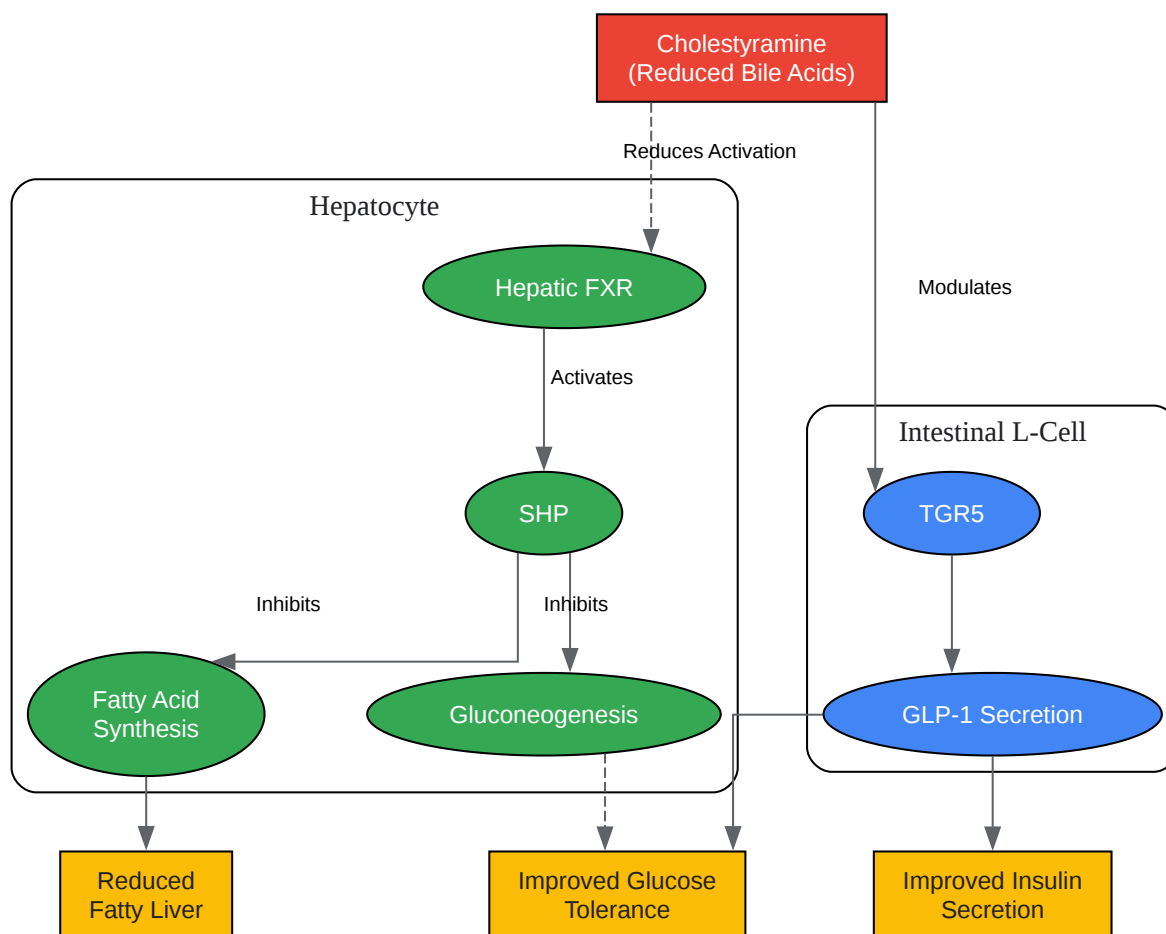 Cholestyramine
(Reduced Bile Acids)
Reduces Activation
Hepatocyte
Hepatic FXR
Modulates
Activates
Intestinal L-Cell
SHP
TGR5
Inhibits
Inhibits
Fatty Acid
Synthesis
Gluconeogenesis
GLP-1 Secretion
Reduced
Fatty Liver
Improved Glucose
Tolerance
Improved Insulin
Secretion